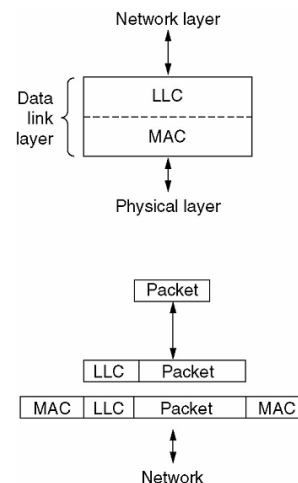 Network layer
Data
link
layer
LLC
MAC
Physical layer
Packet
LLC Packet
MAC LLC Packet MAC
Network